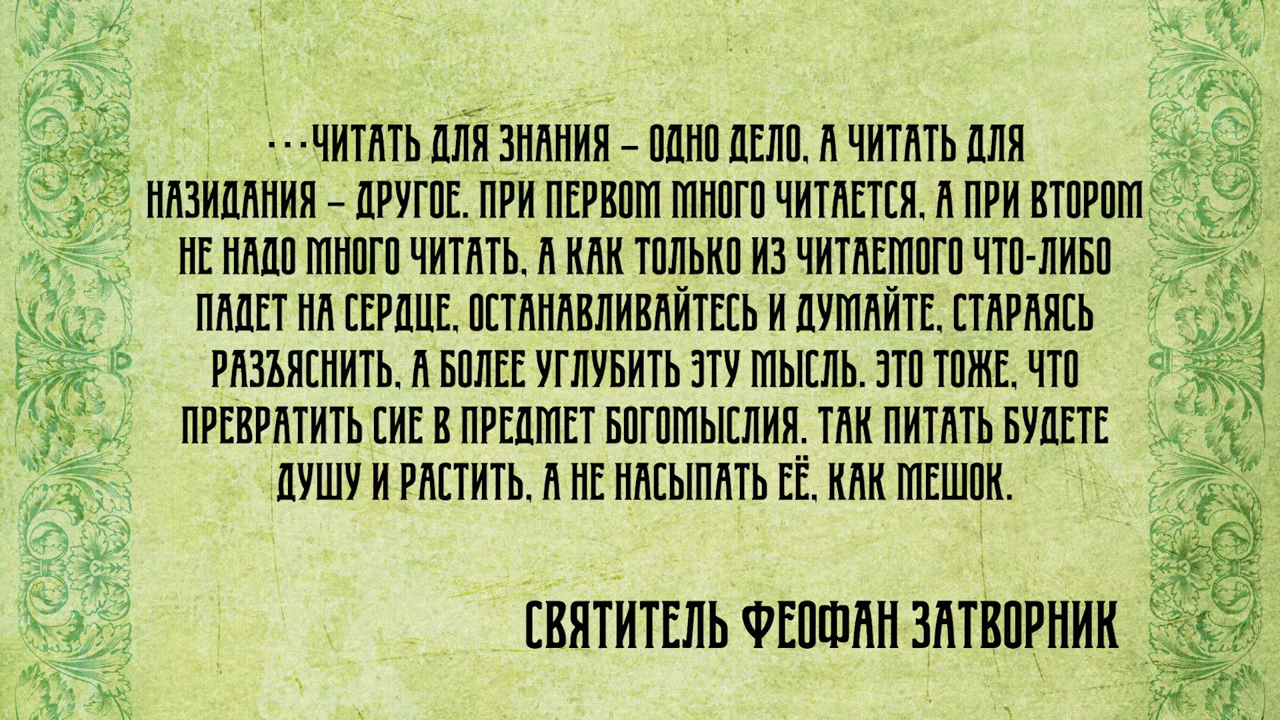 ...ЧИТАТЬ ДЛЯ ЗНАНИЯ – ОДНО ДЕЛО, А ЧИТАТЬ ДЛЯ
НАЗИДАНИЯ – ДРУГОЕ. ПРИ ПЕРВОМ МНОГО ЧИТАЕТСЯ, А ПРИ ВТОРОМ
НЕ НАДО МНОГО ЧИТАТЬ, А КАК ТОЛЬКО ИЗ ЧИТАЕМОГО ЧТО-ЛИБО
ПАДЕТ НА СЕРДЦЕ, ОСТАНАВЛИВАЙТЕСЬ И ДУМАЙТЕ, СТАРАЯСЬ
РАЗЪЯСНИТЬ, А БОЛЕЕ УГЛУБИТЬ ЭТУ МЫСЛЬ. ЭТО ТОЖЕ, ЧТО
ПРЕВРАТИТЬ СИЕ В ПРЕДМЕТ БОГОМЫСЛИЯ. ТАК ПИТАТЬ БУДЕТЕ
ДУШУ И РАСТИТЬ, А НЕ НАСЫПАТЬ ЕЁ, КАК МЕШОК.
СВЯТИТЕЛЬ ФЕОФАН ЗАТВОРНИК